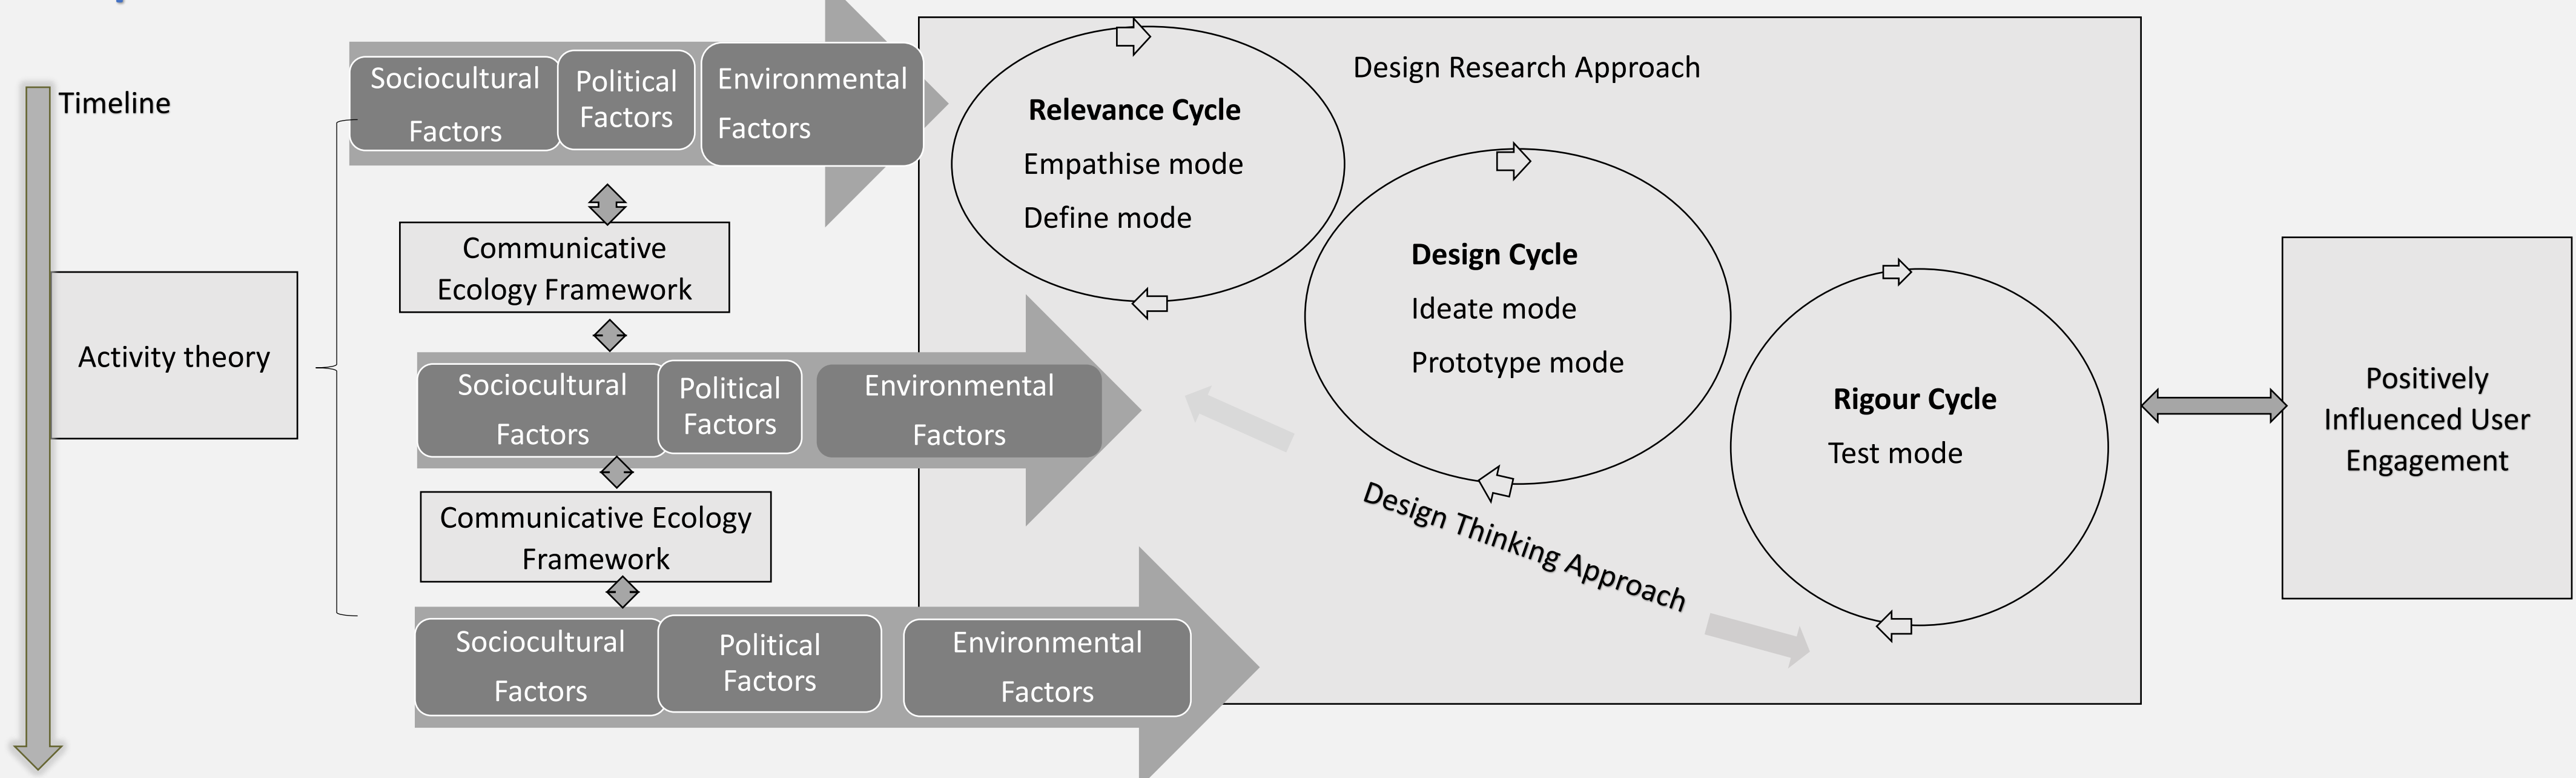 Timeline
Activity theory
Sociocultural
Factors
Political
Factors
Environmental
Factors
Communicative
Ecology Framework
Sociocultural
Factors
Political
Factors
Environmental
Factors
Communicative Ecology
Framework
Sociocultural
Factors
Political
Factors
Environmental
Factors
Design Research Approach
Relevance Cycle
Empathise mode
Define mode
Design Cycle
Ideate mode
Prototype mode
Rigour Cycle
Test mode
Design Thinking Approach
Positively
Influenced User
Engagement